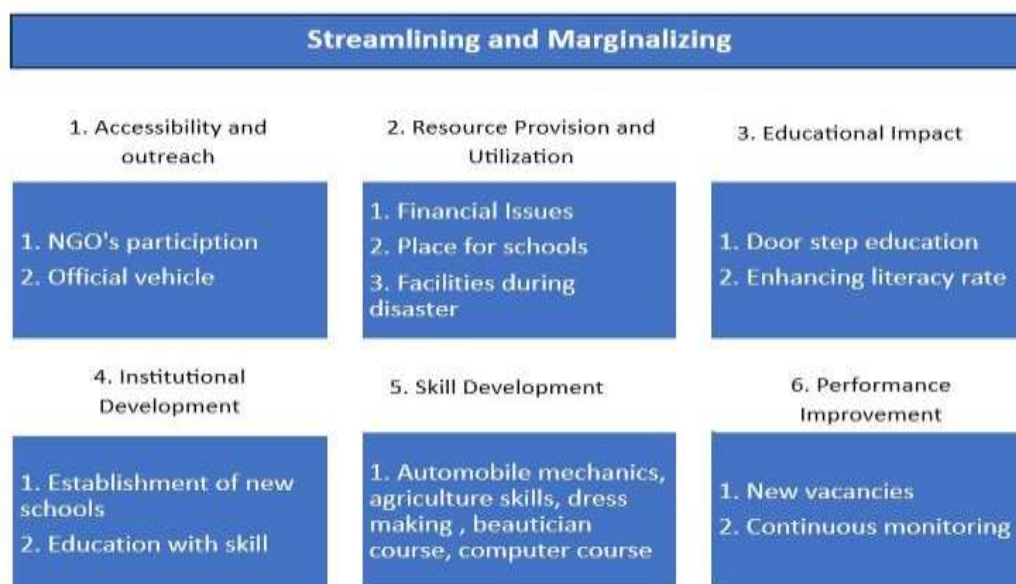 Streamlining and Marginalizing
1. Accessibility and
outreach
1. NGO's particiption
2. Official vehicle
2. Resource Provision and
Utilization
1. Financial Issues
2. Place for schools
3. Facilities during
disaster
3. Educational Impact
1. Door step education
2. Enhancing literacy rate
4. Institutional
Development
1. Establishment of new
schools
2. Education with skill
5. Skill Development
1. Automobile mechanics,
agriculture skills, dress
making , beautician
course, computer course
6. Performance
Improvement
1. New vacancies
2. Continuous monitoring